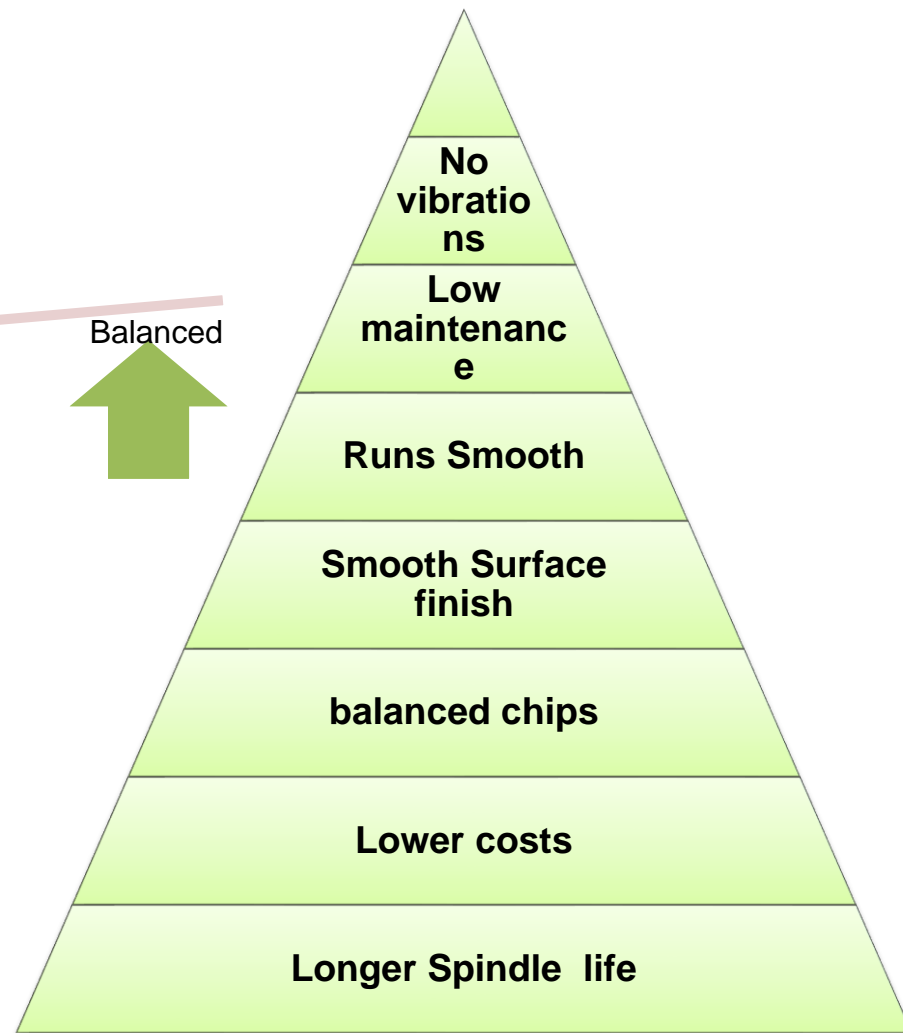 No
vibratio
ns
Low
maintenanc
e
Balanced
Runs Smooth
Smooth Surface
finish
balanced chips
Lower costs
Longer Spindle life